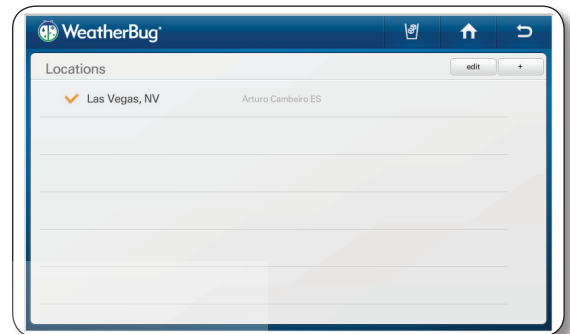 WeatherBug®
Locations
edit
+
Las Vegas, NV
Arturo Cambeiro ES